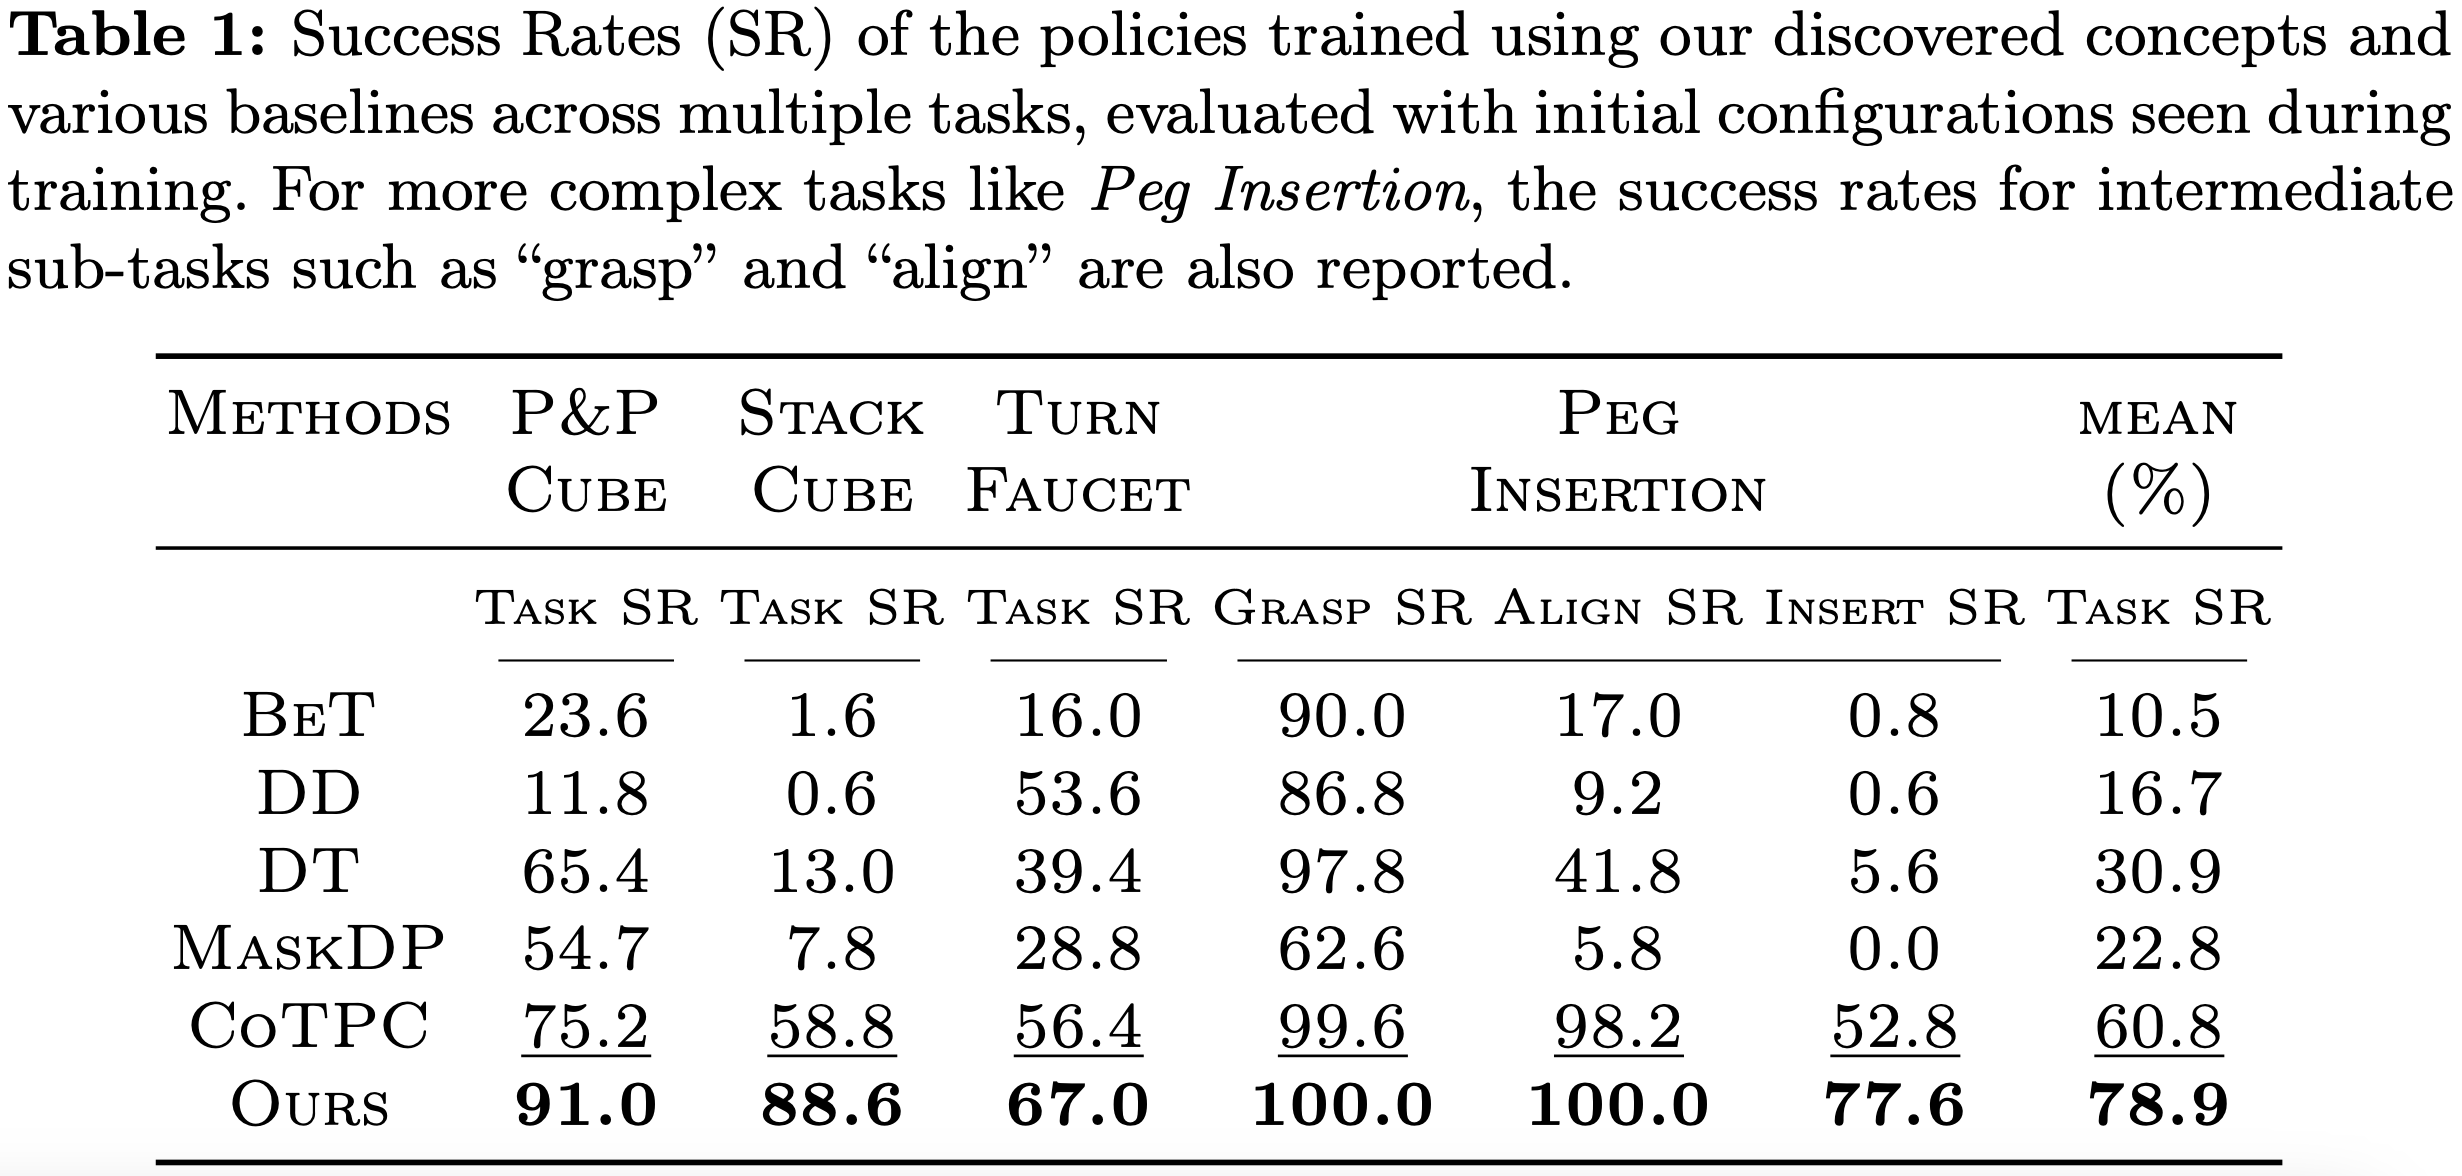 Table 1: Success Rates (SR) of the policies trained using our discovered concepts and
various baselines across multiple tasks, evaluated with initial configurations seen during
training. For more complex tasks like Peg Insertion, the success rates for intermediate
sub-tasks such as “grasp” and “align” are also reported.
METHODS P&P STACK TURN PEG MEAN
CUBE CUBE FAUCET INSERTION (%)
TASK SR TASK SR TASK SR GRASP SR ALIGN SR INSERT SR TASK SR
BET 23.6 1.6 16.0 90.0 17.0 0.8 10.5
DD 11.8 0.6 53.6 86.8 9.2 0.6 16.7
DT 65.4 13.0 39.4 97.8 41.8 5.6 30.9
MASKDP 54.7 7.8 28.8 62.6 5.8 0.0 22.8
COTPC 75.2 58.8 56.4 99.6 98.2 52.8 60.8
OURS 91.0 88.6 67.0 100.0 100.0 77.6 78.9